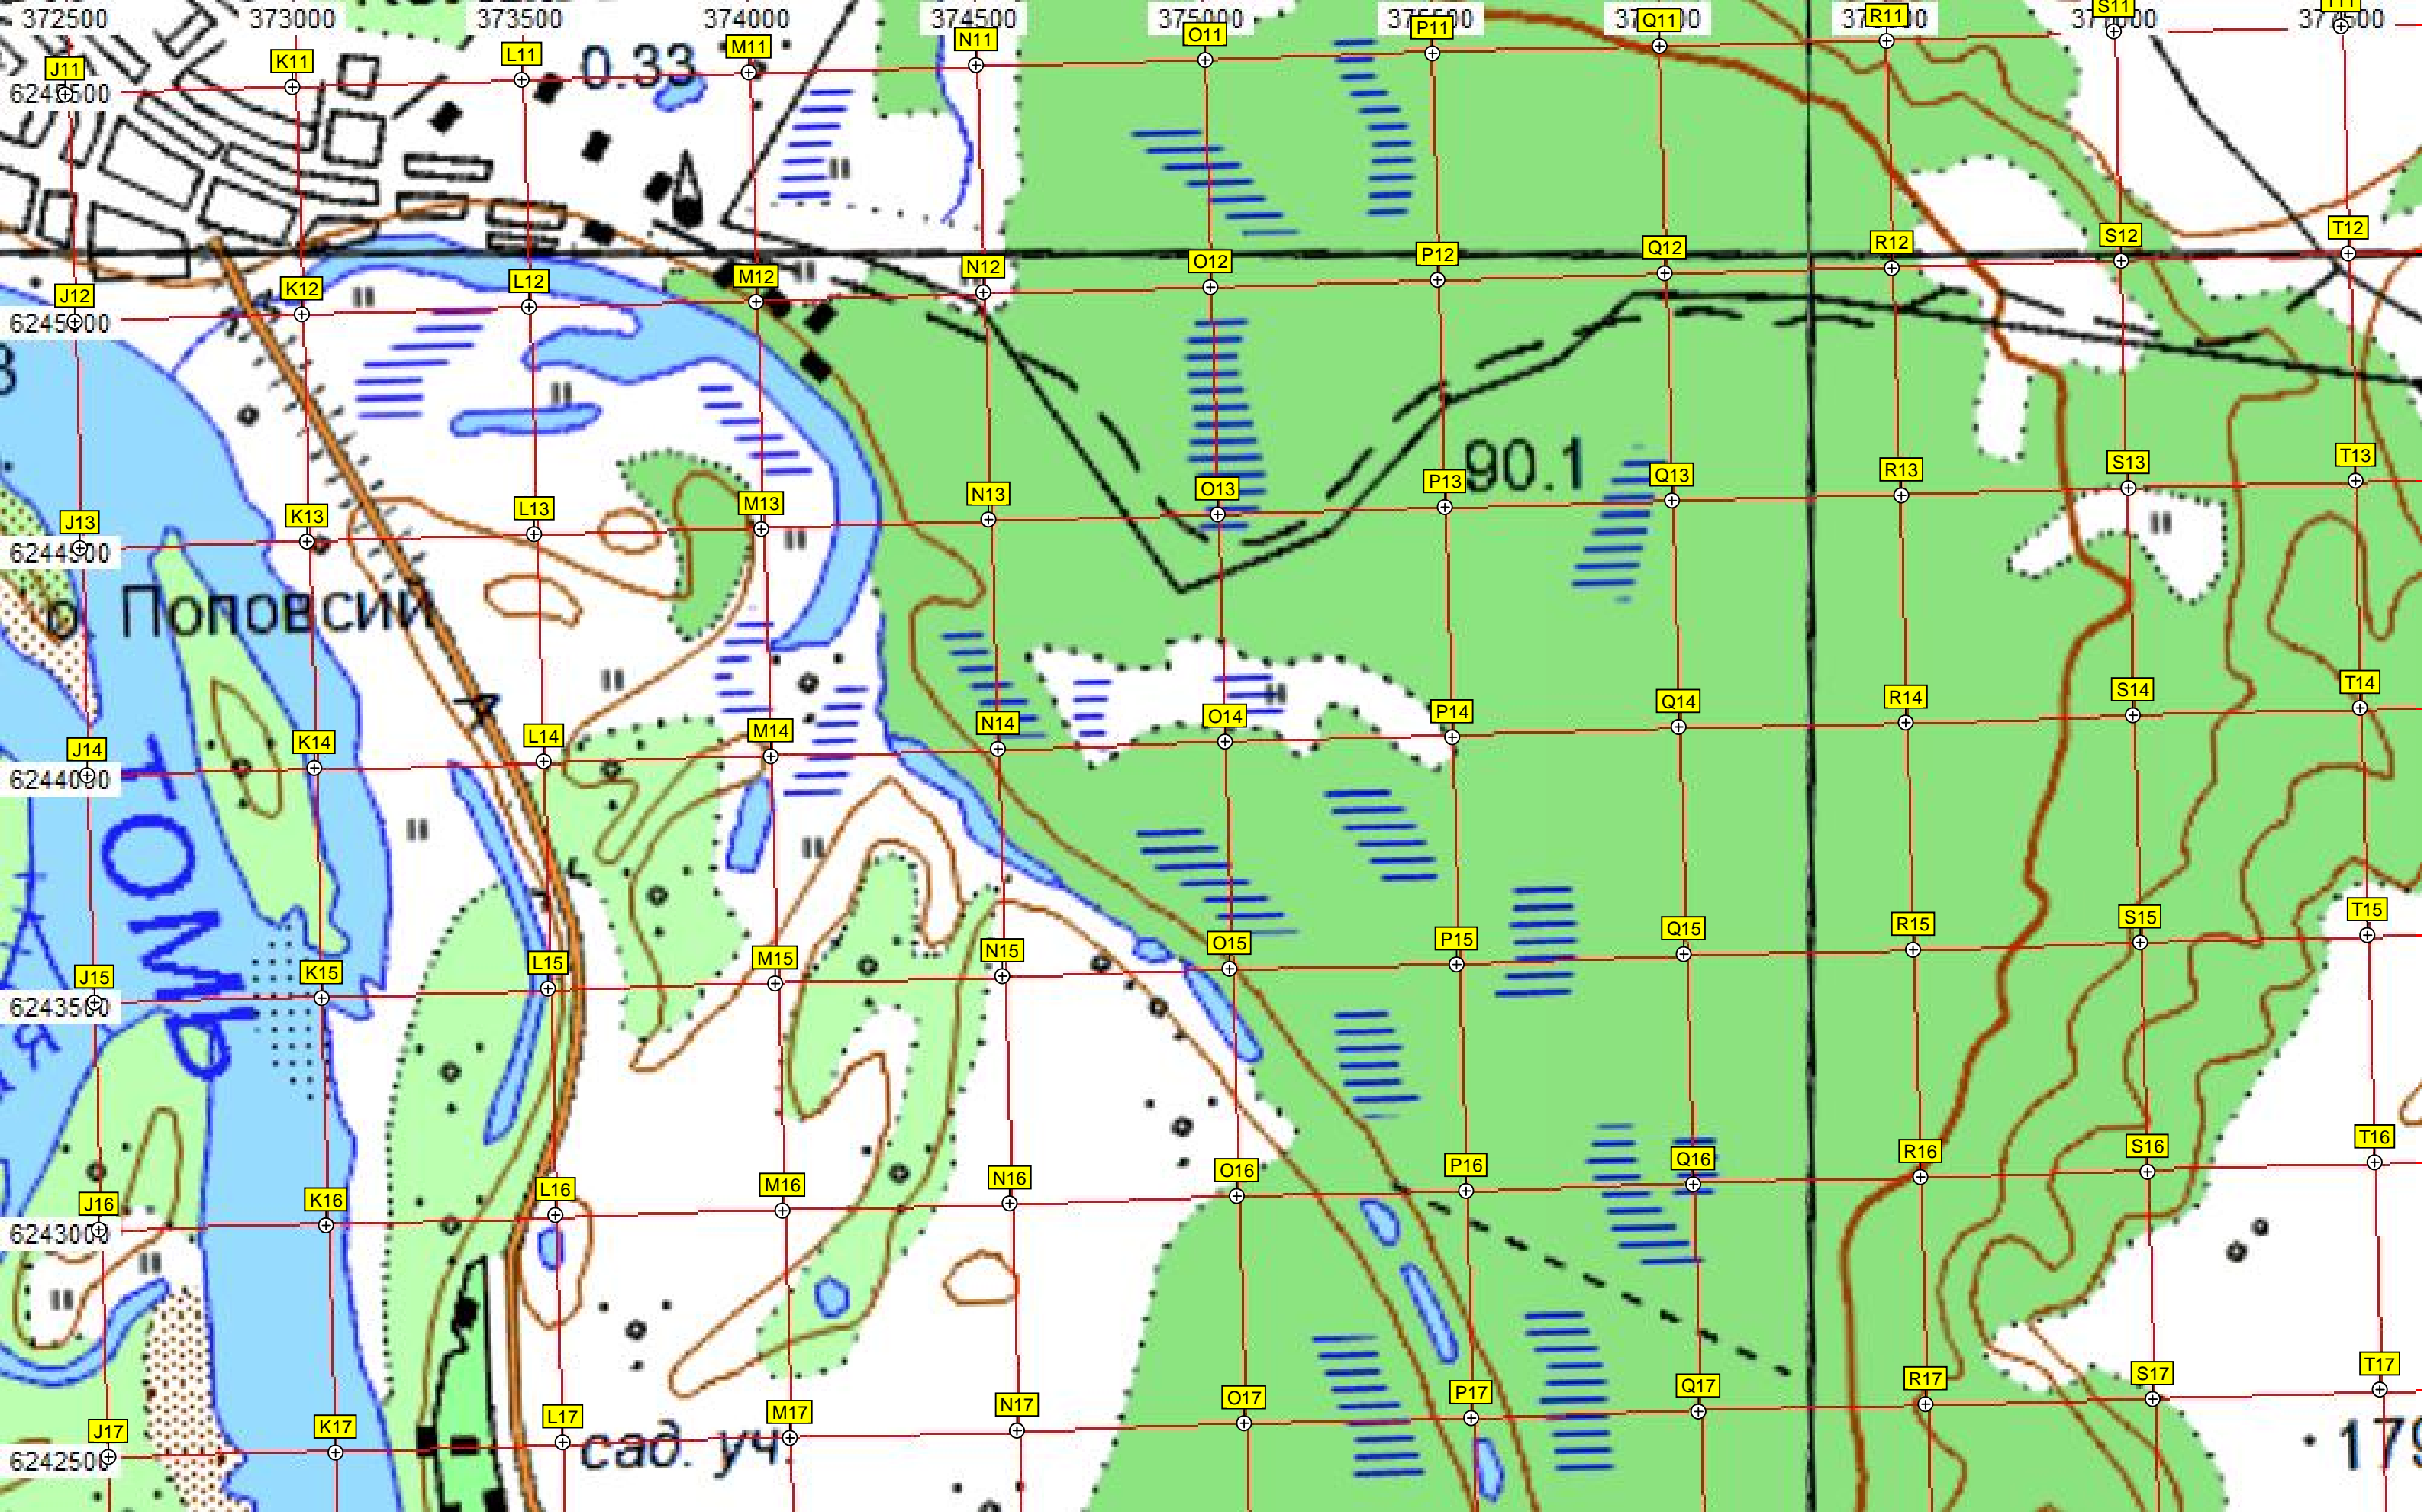 372500 373000 373500 374000 374500 375000
J11 K11 L11 M11 N11 O11 P11 Q11 R11 S11 T11
0.33
J12 K12 L12 M12 N12 O12 P12 Q12 R12 S12 T12
90.1
J13 K13 L13 M13 N13 O13 P13 Q13 R13 S13 T13
о. Поповсий
J14 K14 L14 M14 N14 O14 P14 Q14 R14 S14 T14
6244000
ТОМЬ
J15 K15 L15 M15 N15 O15 P15 Q15 R15 S15 T15
6243500
J16 K16 L16 M16 N16 O16 P16 Q16 R16 S16 T16
6243000
J17 K17 L17 M17 N17 O17 P17 Q17 R17 S17 T17
6242500
сад. уч.